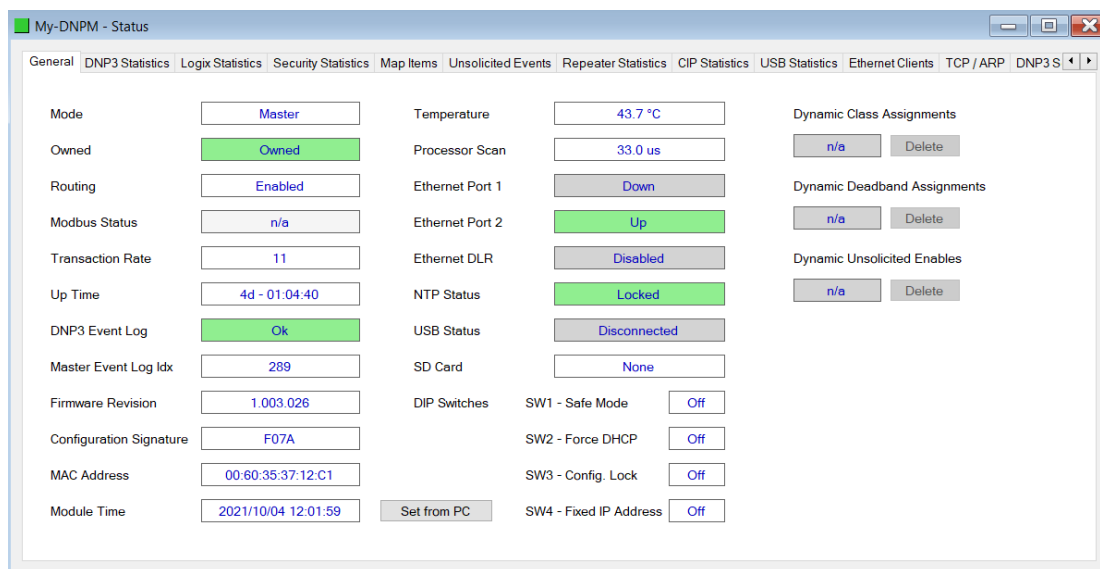 My-DNPM - Status
General DNP3 Statistics Logix Statistics Security Statistics Map Items Unsolicited Events Repeater Statistics CIP Statistics USB Statistics Ethernet Clients TCP / ARP DNP3 S
Mode Master Temperature 43.7 °C Dynamic Class Assignments
Owned Owned Processor Scan 33.0 us n/a Delete
Routing Enabled Ethernet Port 1 Down Dynamic Deadband Assignments
Modbus Status n/a Ethernet Port 2 Up n/a Delete
Transaction Rate 11 Ethernet DLR Disabled Dynamic Unsolicited Enables
Up Time 4d - 01:04:40 NTP Status Locked n/a Delete
DNP3 Event Log Ok USB Status Disconnected
Master Event Log Idx 289 SD Card None
Firmware Revision 1.003.026 DIP Switches SW1 - Safe Mode Off
Configuration Signature F07A SW2 - Force DHCP Off
MAC Address 00:60:35:37:12:C1 SW3 - Config. Lock Off
Module Time 2021/10/04 12:01:59 Set from PC SW4 - Fixed IP Address Off